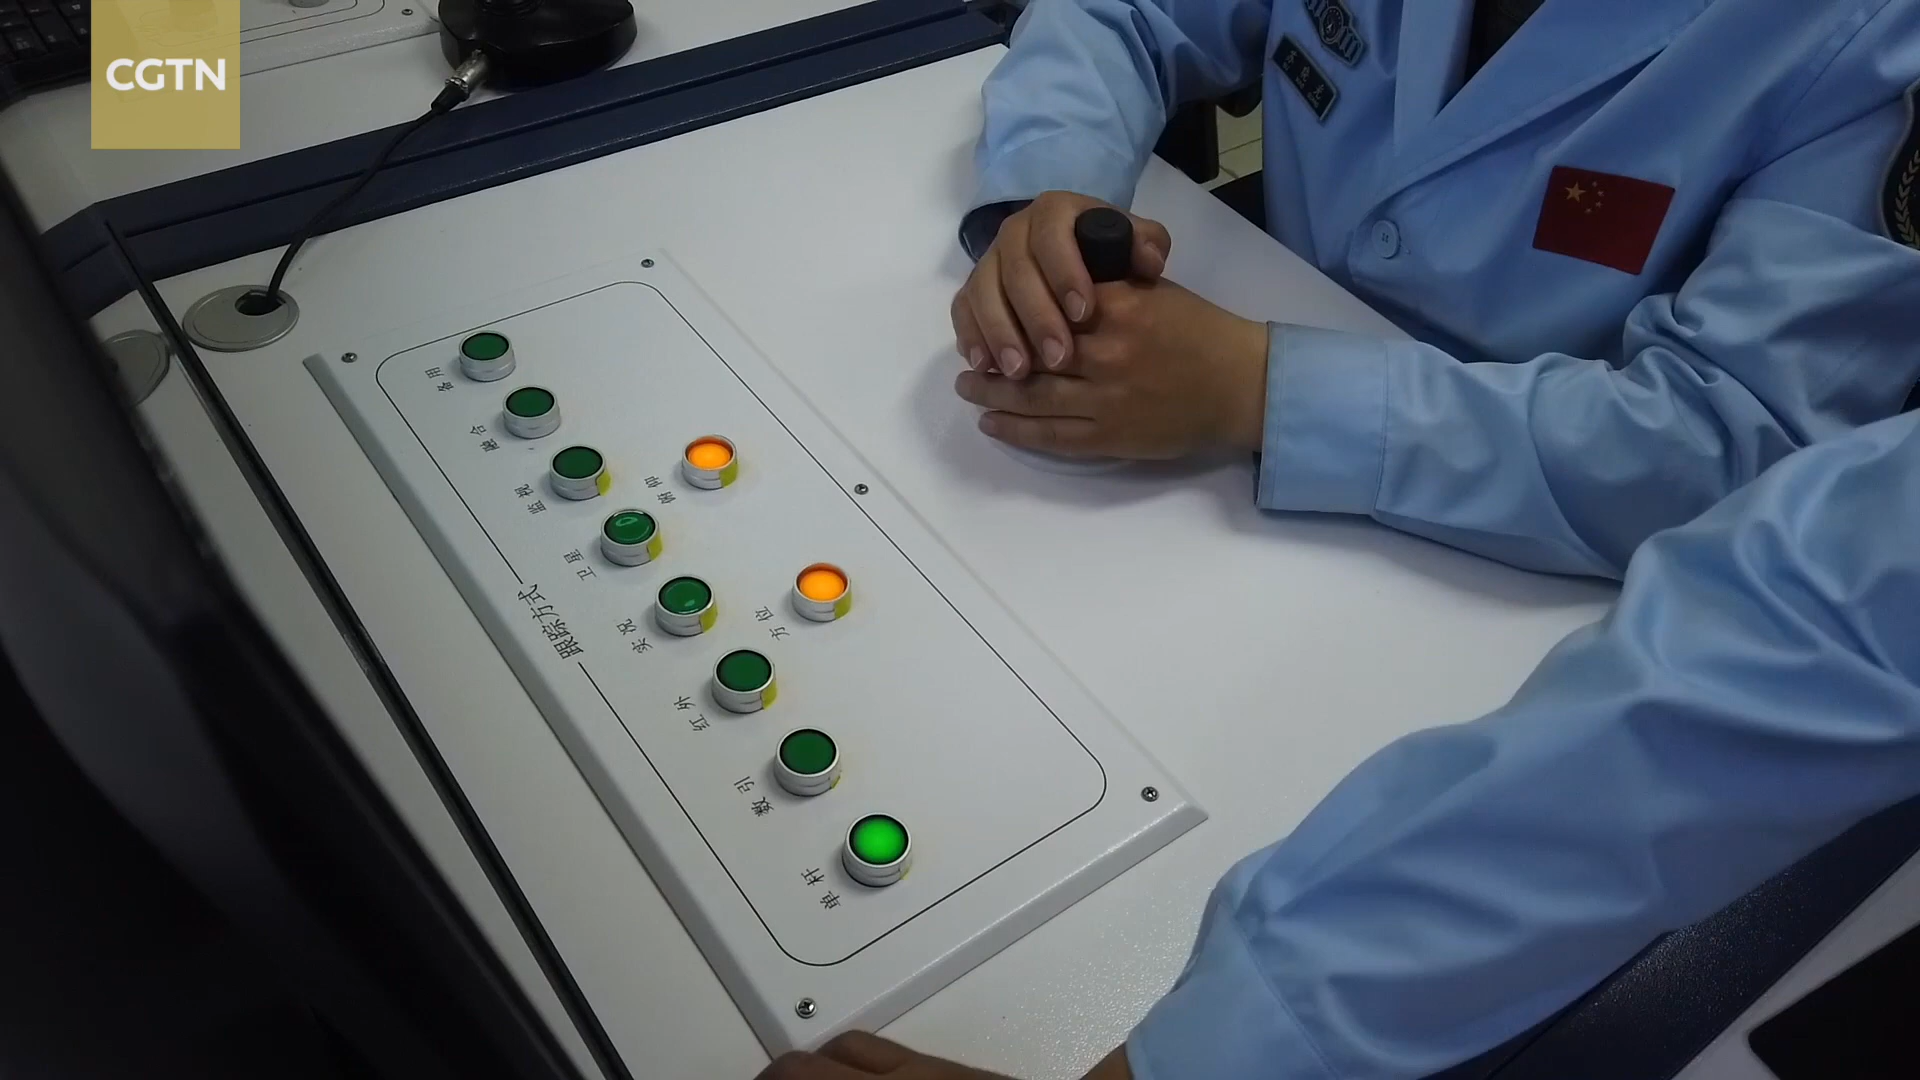 CGTN
跟踪方式
单杆
数引
红外
实况
卫星
监视
融合
备用
方位
俯仰